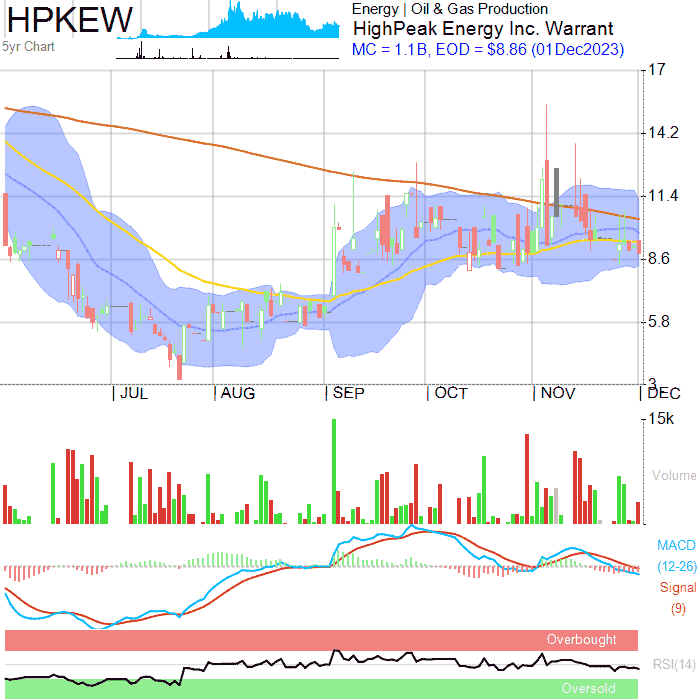 HPKEW
5yr Chart
Energy | Oil & Gas Production
HighPeak Energy Inc. Warrant
MC = 1.1B, EOD = $8.86 (01Dec2023)
17
14.2
11.4
8.6
5.8
3
JUL
AUG
SEP
OCT
NOV
DEC
15k
Volume
MACD
(12-26)
Signal
(9)
Overbought
RSI(14)
Oversold